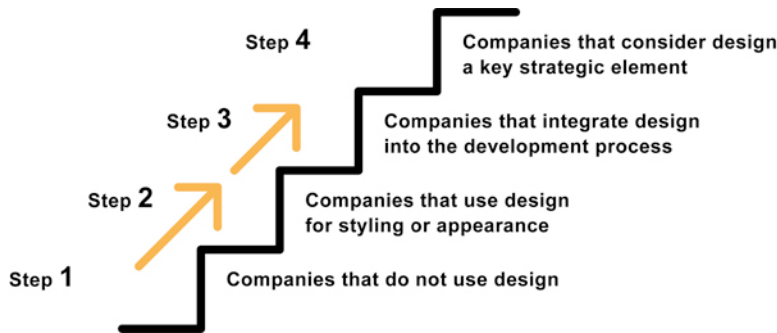 Step 4
Companies that consider design
a key strategic element
Step 3
Companies that integrate design
into the development process
Step 2
Companies that use design
for styling or appearance
Step 1
Companies that do not use design